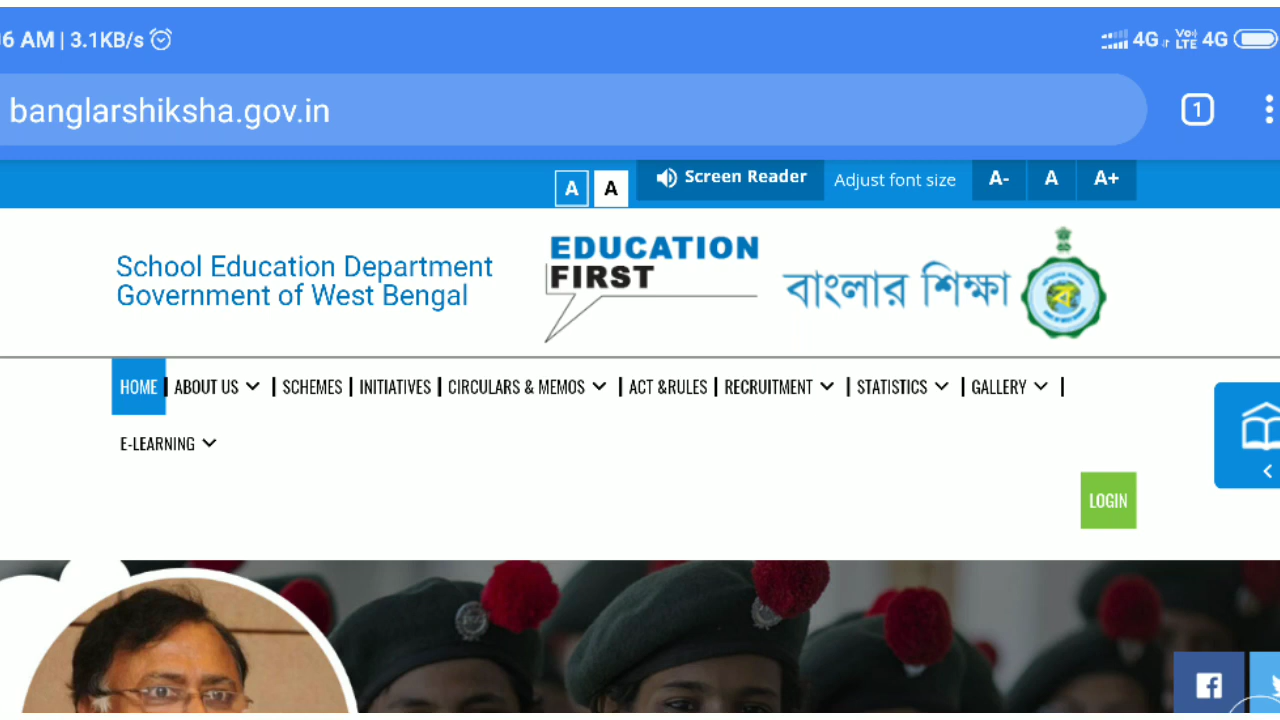 6 AM | 3.1KB/s 4G VoLTE 4G
banglarshiksha.gov.in 1
A A Screen Reader Adjust font size A- A A+
School Education Department
Government of West Bengal
EDUCATION
FIRST
বাংলার শিক্ষা
ব
HOME | ABOUT US | SCHEMES | INITIATIVES | CIRCULARS & MEMOS | ACT &RULES | RECRUITMENT | STATISTICS | GALLERY |
E-LEARNING
LOGIN